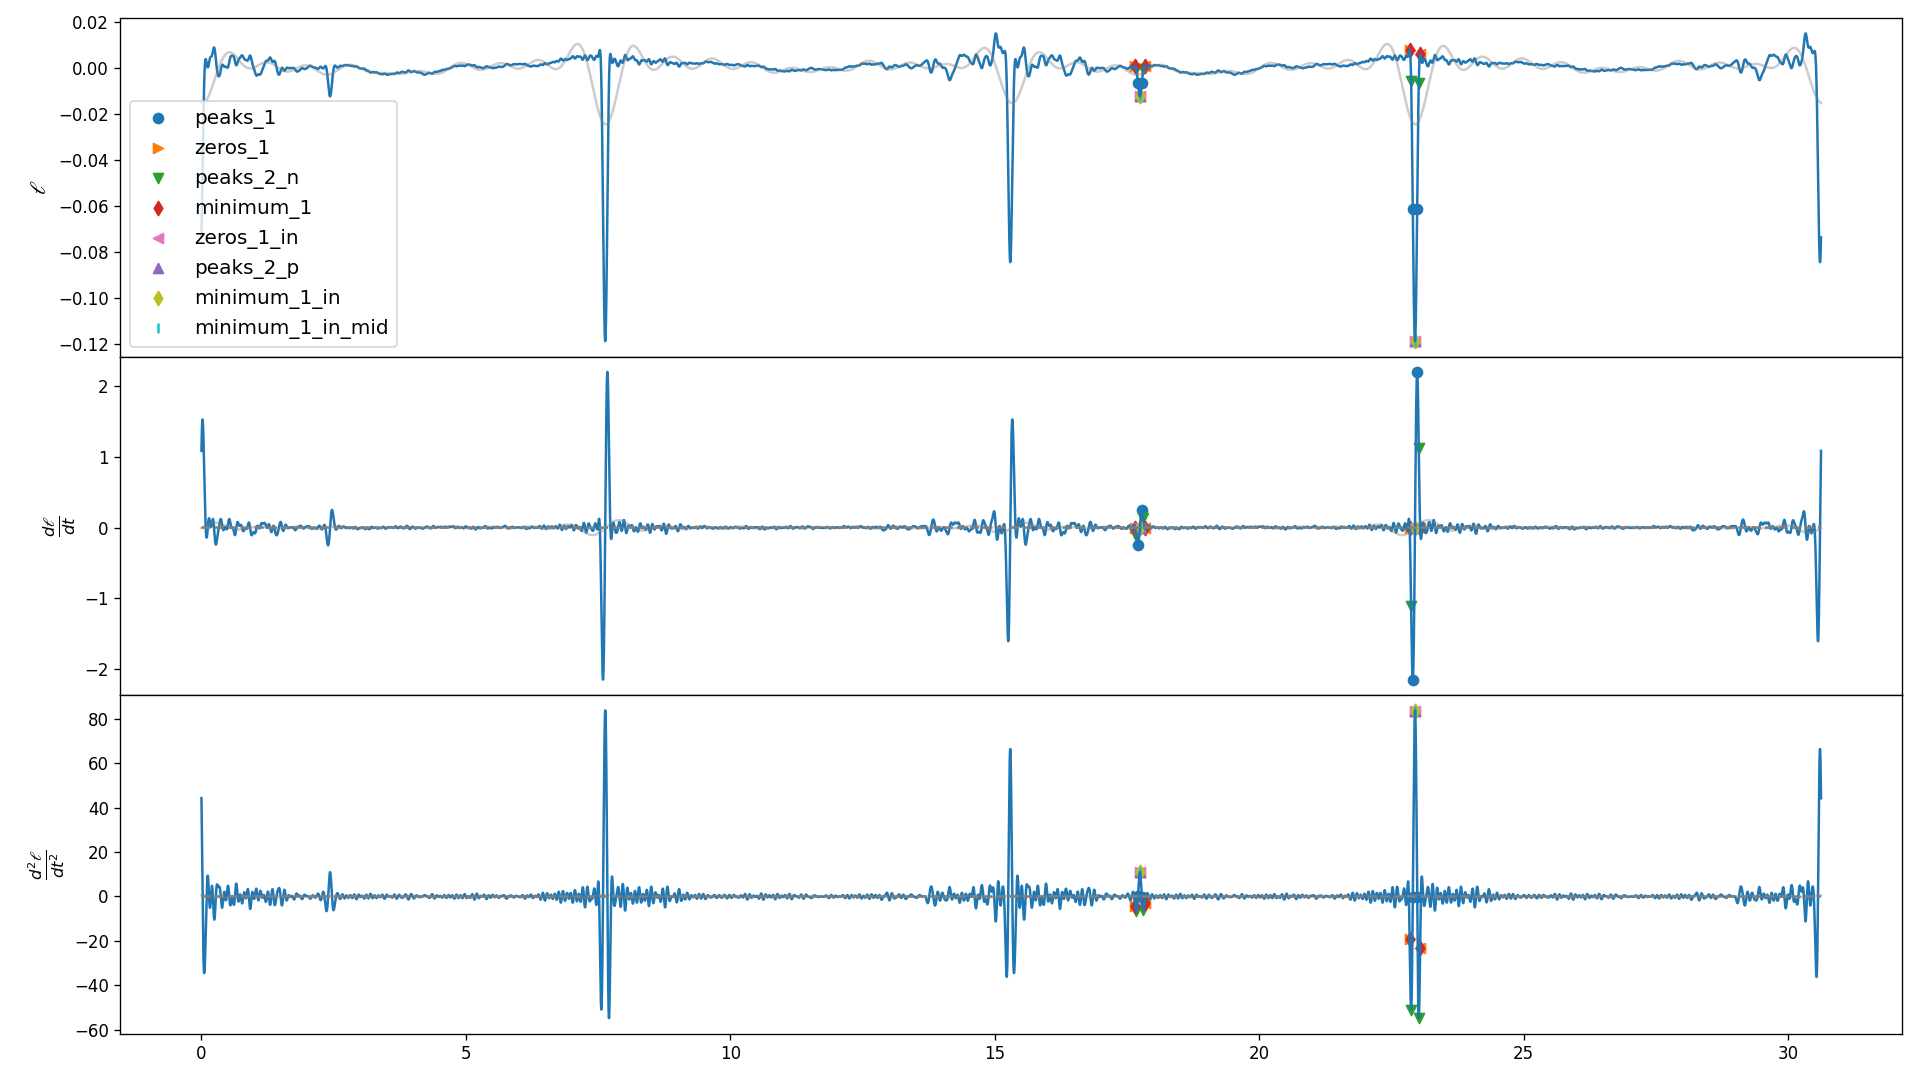 0.02
0.00
−0.02
−0.04
−0.06
−0.08
−0.10
−0.12
ℓ
peaks_1
zeros_1
peaks_2_n
minimum_1
zeros_1_in
peaks_2_p
minimum_1_in
minimum_1_in_mid
2
1
0
−1
−2
dℓ
dt
80
60
40
20
0
−20
−40
−60
d²ℓ
dt²
0 5 10 15 20 25 30